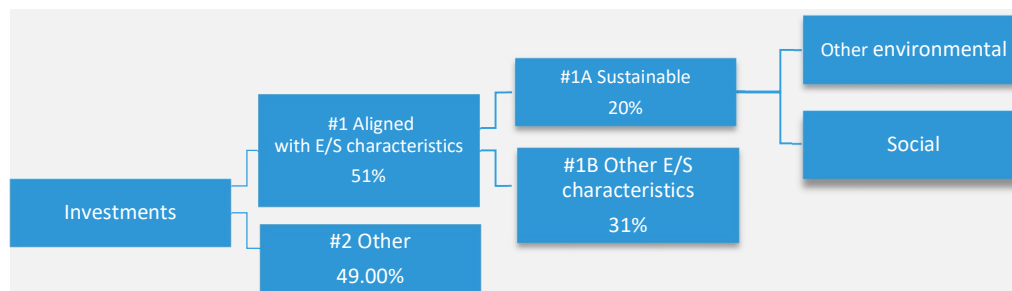 Investments
#1 Aligned
with E/S characteristics
51%
#2 Other
49.00%
#1A Sustainable
20%
#1B Other E/S
characteristics
31%
Other environmental
Social